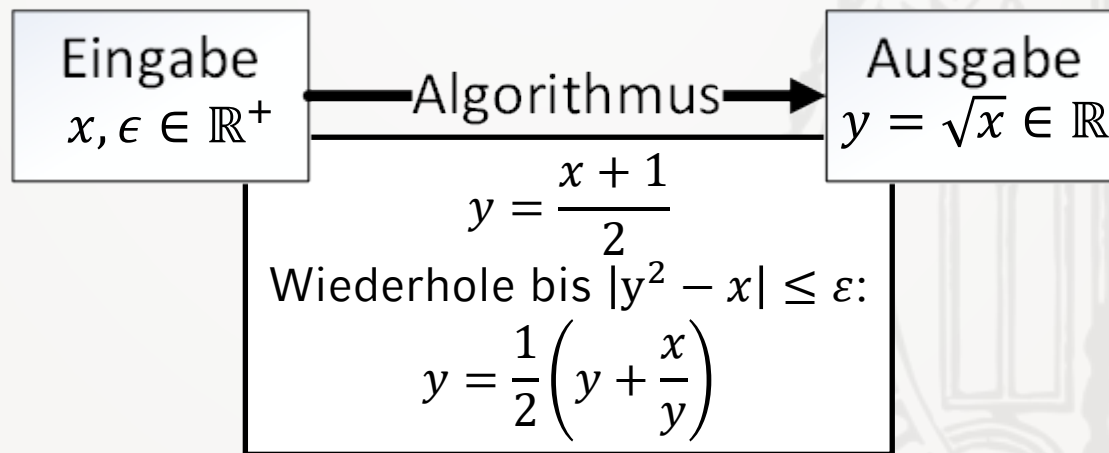 Eingabe
x, ϵ ∈ ℝ⁺
Algorithmus
Ausgabe
y = √x ∈ ℝ
y = (x + 1)/2
Wiederhole bis |y² − x| ≤ ε:
y = 1/2 (y + x/y)